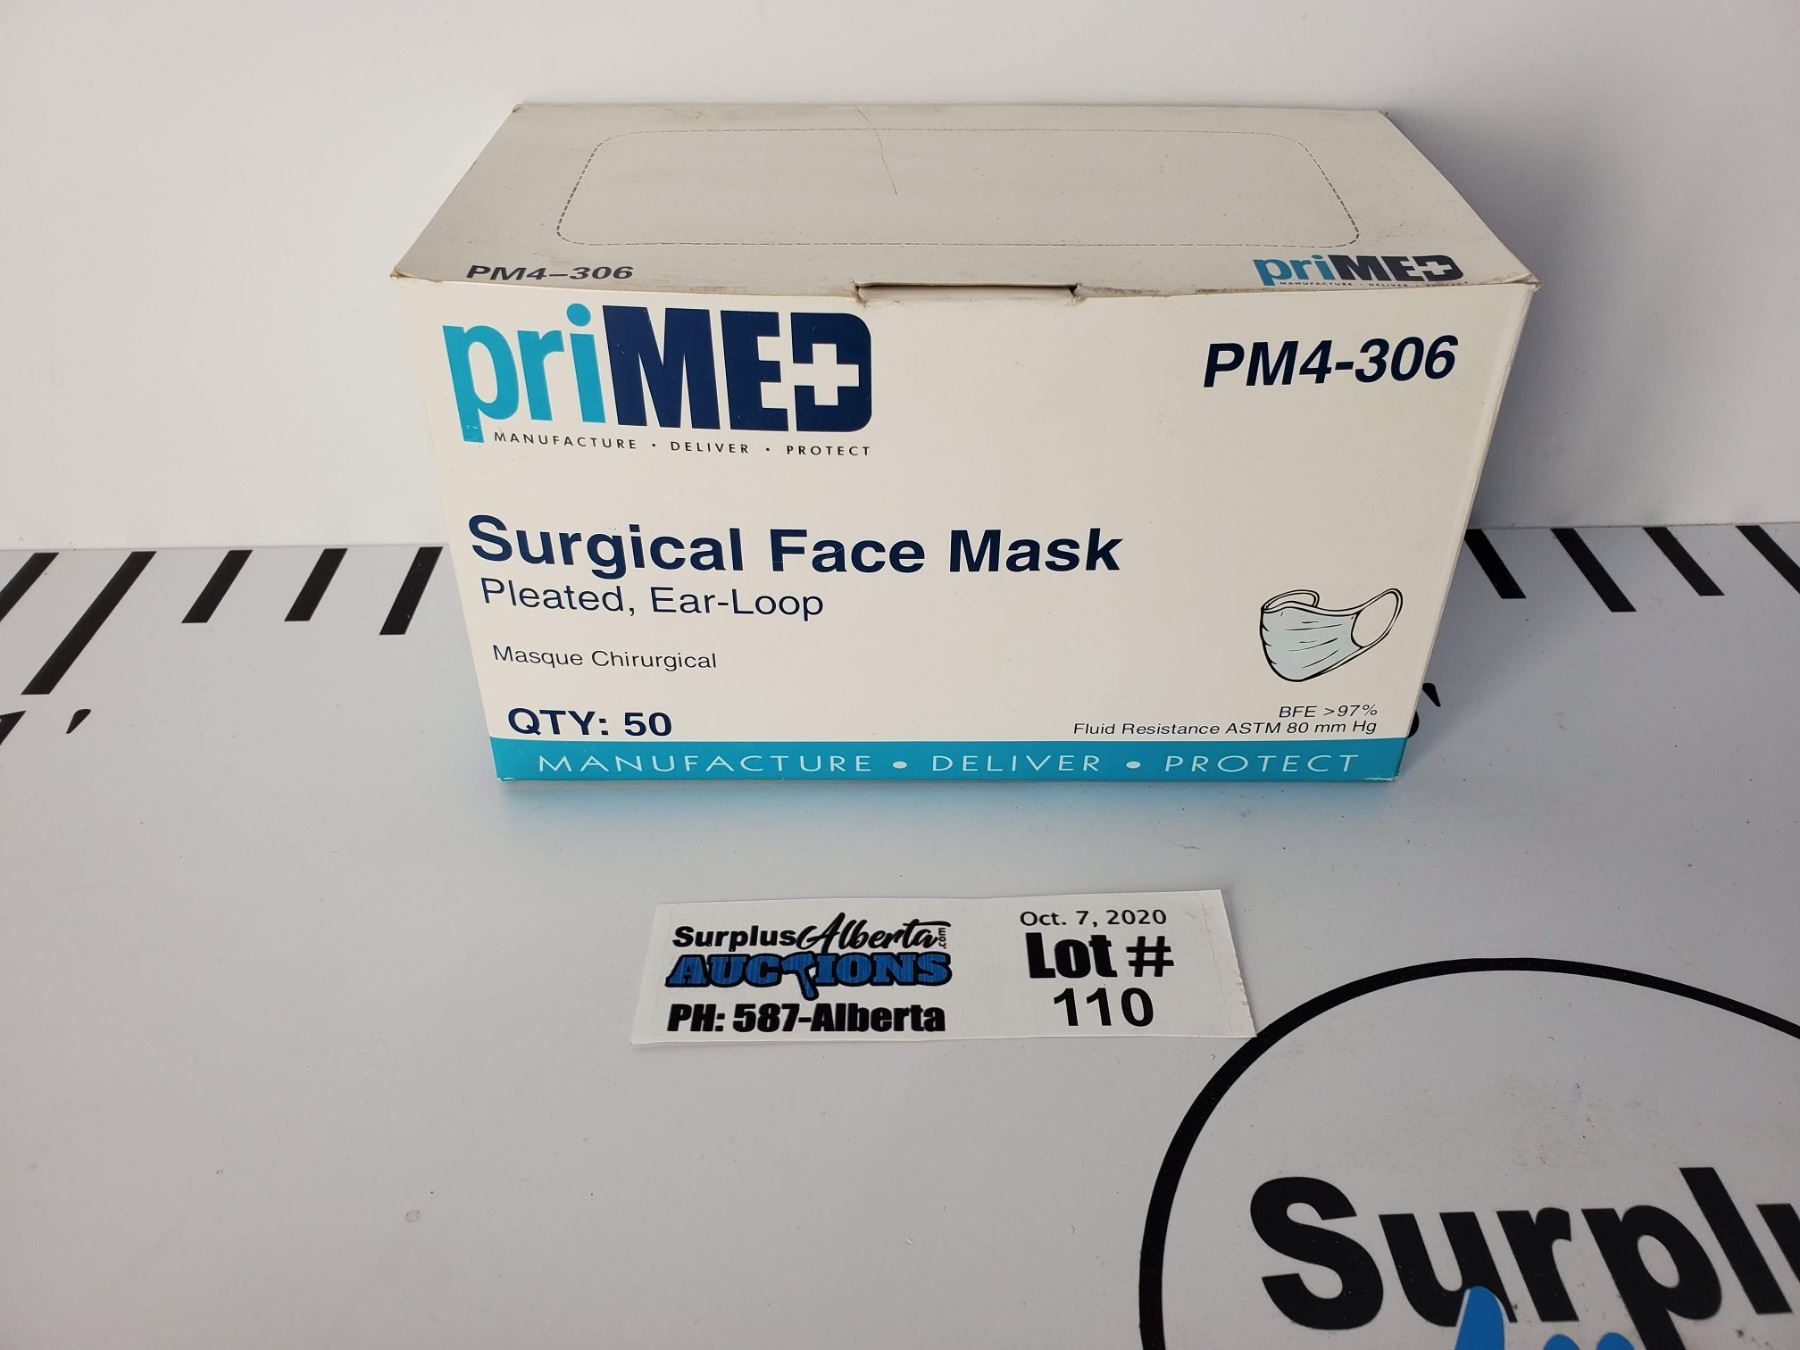 PM4-306
priMED
MANUFACTURE · DELIVER · PROTECT
priMED
MANUFACTURE · DELIVER · PROTECT
PM4-306
Surgical Face Mask
Pleated, Ear-Loop
Masque Chirurgical
QTY: 50
BFE >97%
Fluid Resistance ASTM 80 mm Hg
MANUFACTURE • DELIVER • PROTECT
SurplusAlberta.com
AUCTIONS
PH: 587-Alberta
Oct. 7, 2020
Lot #
110
Surplu